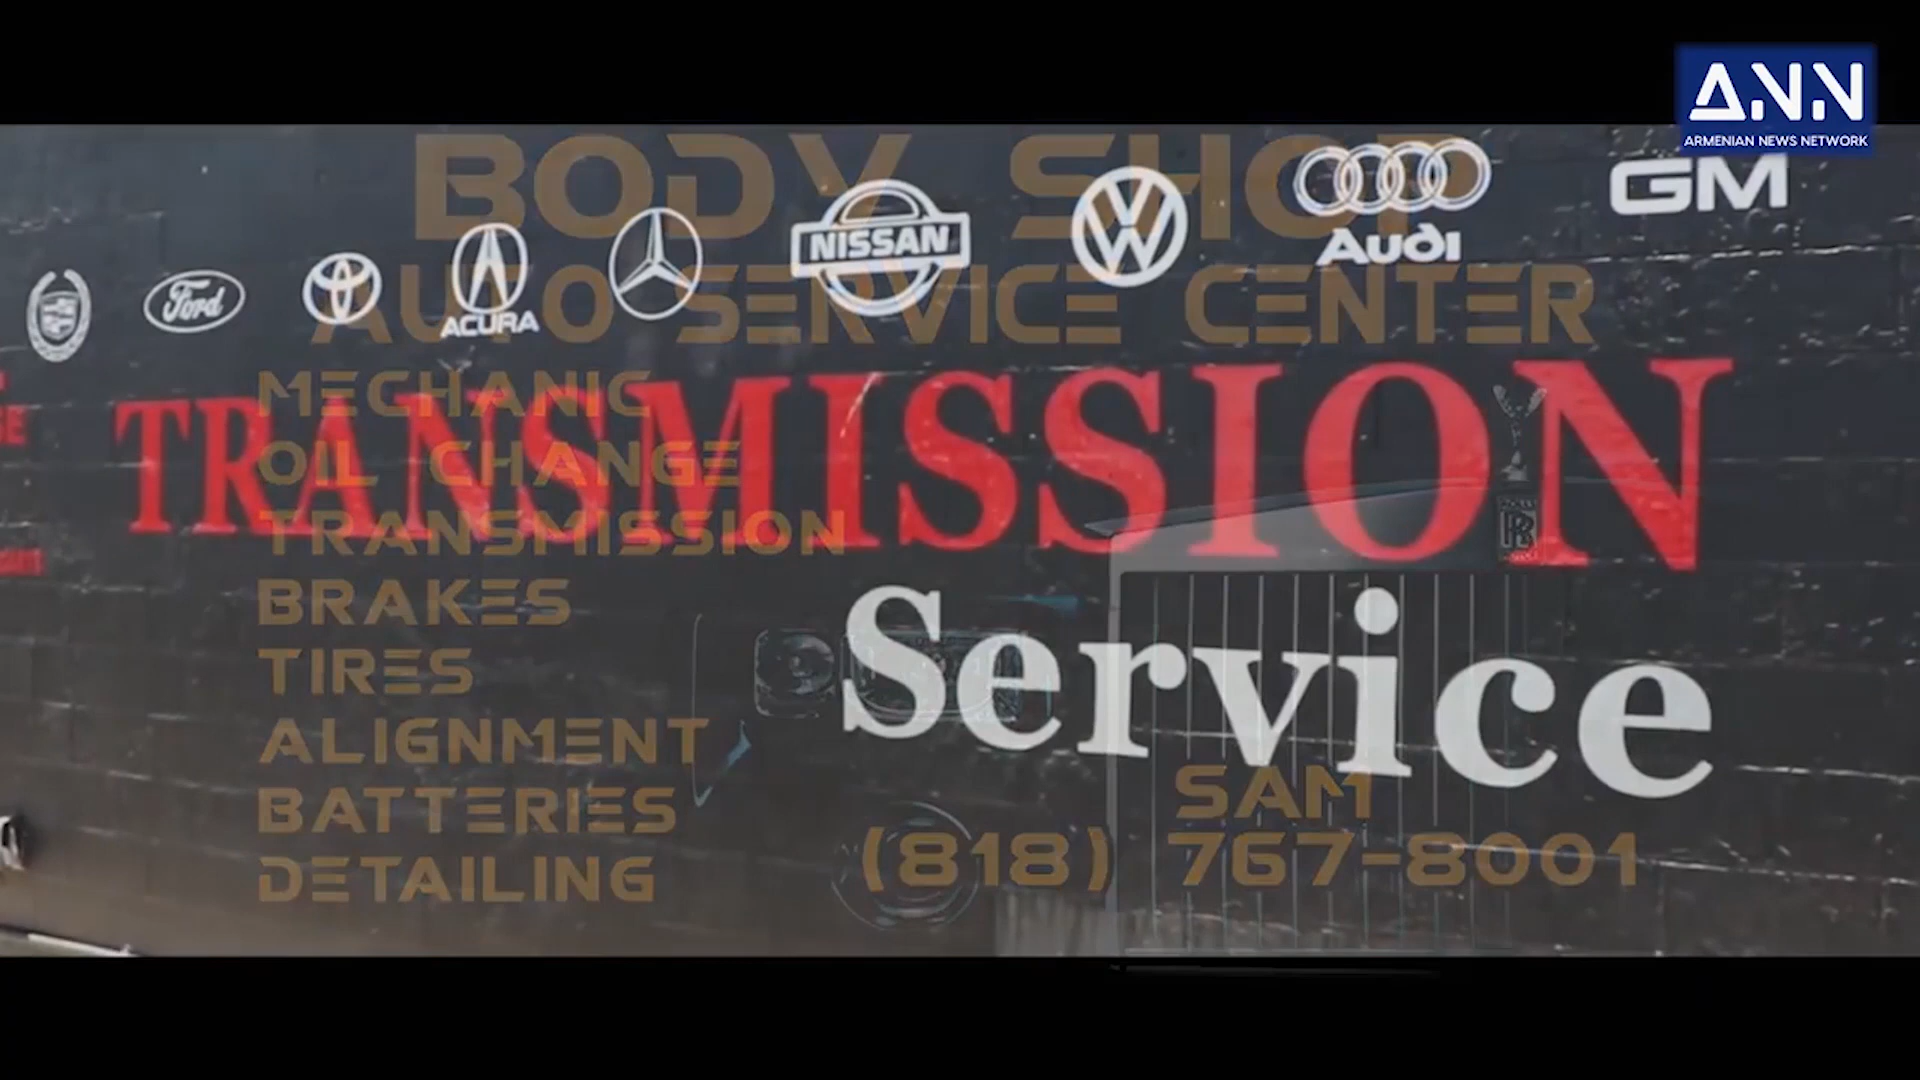 ANN
ARMENIAN NEWS NETWORK
BODY SHOP
AUTO SERVICE CENTER
Ford
ACURA
NISSAN
Audi
GM
TRANSMISSION
Service
MECHANIC
OIL CHANGE
TRANSMISSION
BRAKES
TIRES
ALIGNMENT
BATTERIES
DETAILING
SAM
(818) 767-8001